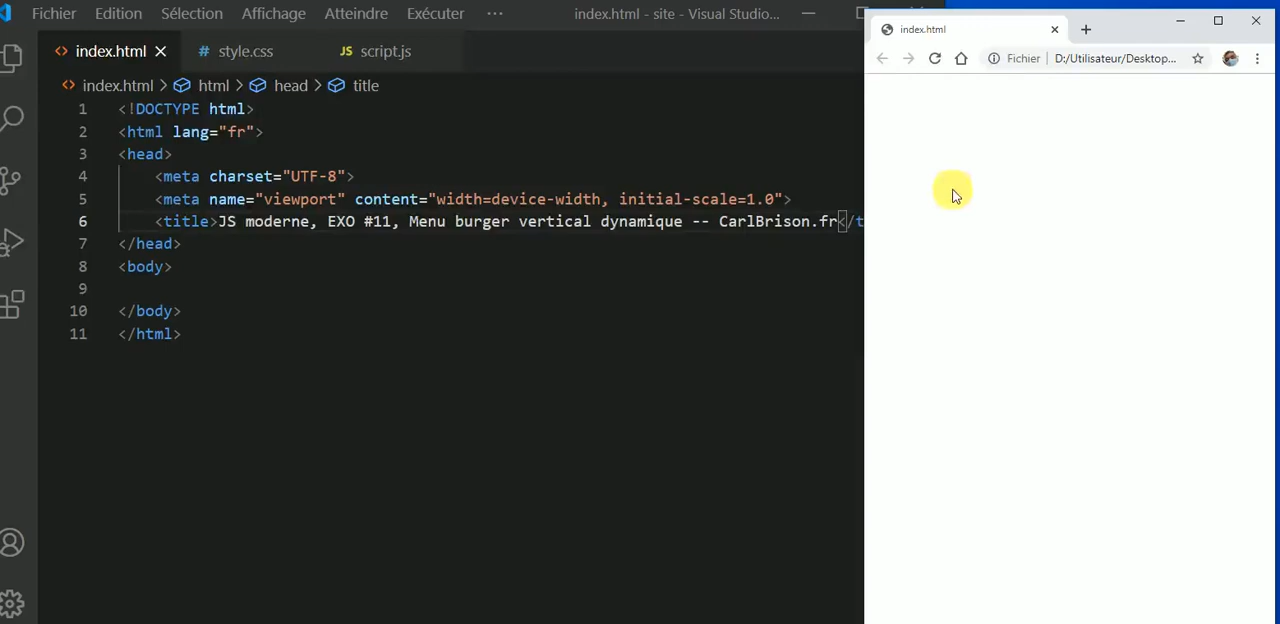 Fichier Edition Sélection Affichage Atteindre Exécuter ··· index.html - site - Visual Studio...
index.html # style.css JS script.js
index.html > html > head > title
1 <!DOCTYPE html>
2 <html lang="fr">
3 <head>
4 <meta charset="UTF-8">
5 <meta name="viewport" content="width=device-width, initial-scale=1.0">
6 <title>JS moderne, EXO #11, Menu burger vertical dynamique -- CarlBrison.fr</t
7 </head>
8 <body>
9
10 </body>
11 </html>
index.html
Fichier D:/Utilisateur/Desktop...